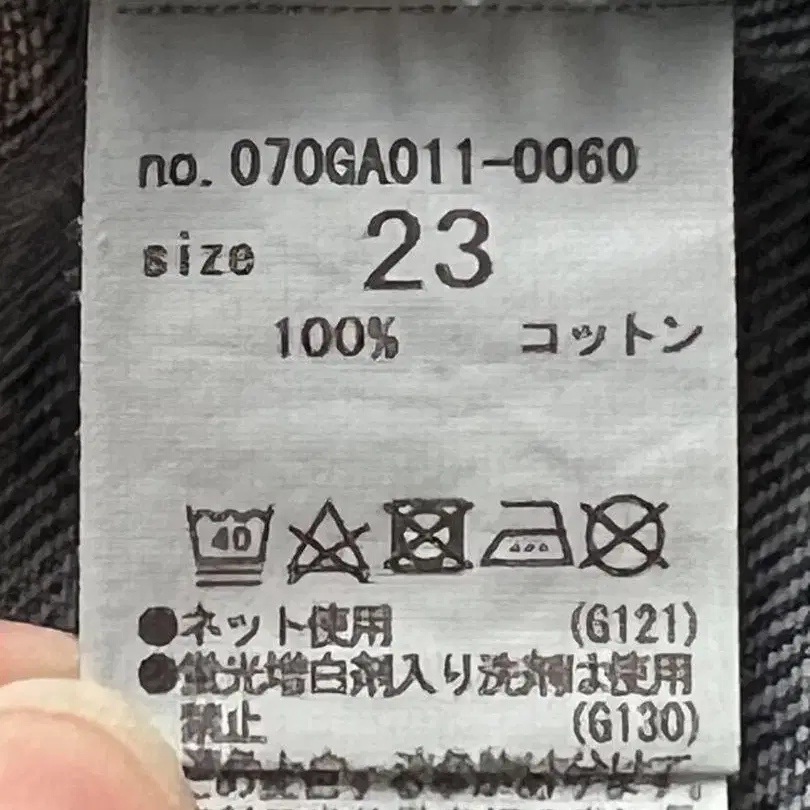 no. 070GA011-0060
size 23
100% コットン
40
●ネット使用 (G121)
●蛍光増白剤入り洗剤は使用
禁止 (G130)